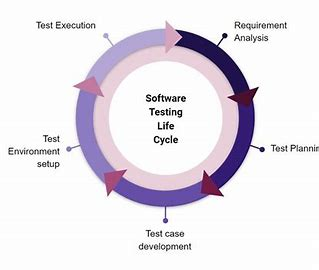 Test Execution
Requirement
Analysis
Software
Testing
Life
Cycle
Test
Environment
setup
Test Plannin
Test case
development